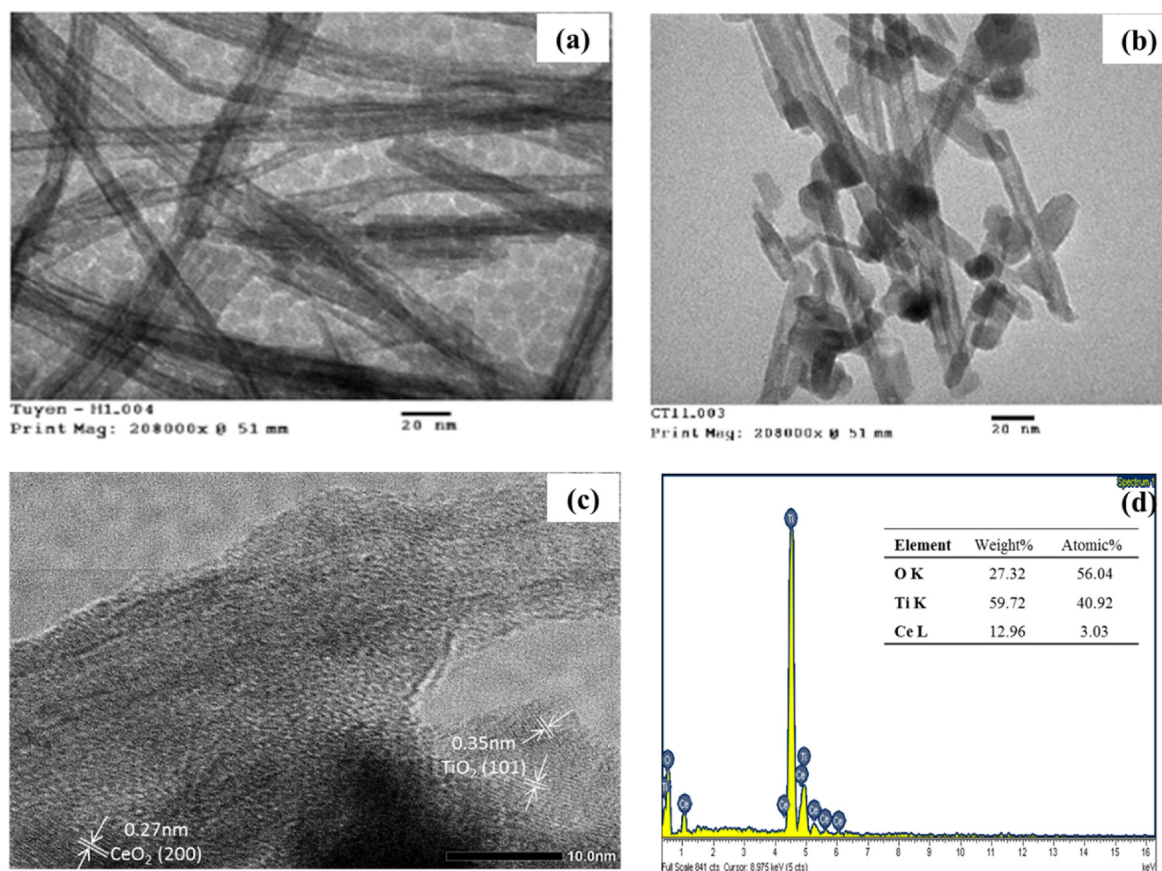 (a)
Tuyen - H1.004
Print Mag: 208000x @ 51 mm
20 nm
(b)
CT11.003
Print Mag: 208000x @ 51 mm
20 nm
(c)
0.35nm
TiO2 (101)
0.27nm
CeO2 (200)
10.0nm
Spectrum 1
(d)
Element Weight% Atomic%
O K 27.32 56.04
Ti K 59.72 40.92
Ce L 12.96 3.03
Ti
O
Ti
Ce
Ti
Ce
Ce
Ce
Ce
Ce
1 2 3 4 5 6 7 8 9 10 11 12 13 14 15 16
Full Scale 841 cts Cursor: 8.975 keV (5 cts) keV